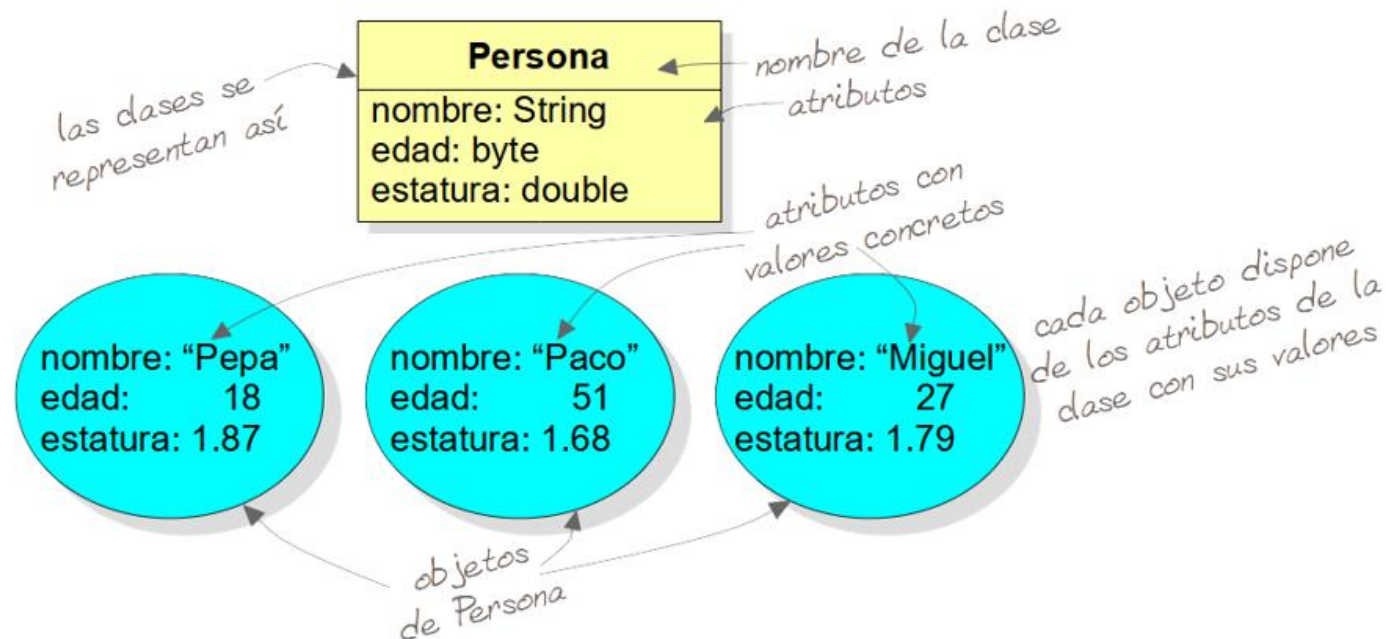 Persona
nombre: String
edad: byte
estatura: double
las clases se
representan así
nombre de la clase
atributos
atributos con
valores concretos
nombre: “Pepa”
edad: 18
estatura: 1.87
nombre: “Paco”
edad: 51
estatura: 1.68
nombre: “Miguel”
edad: 27
estatura: 1.79
cada objeto dispone
de los atributos de la
clase con sus valores
objetos
de Persona